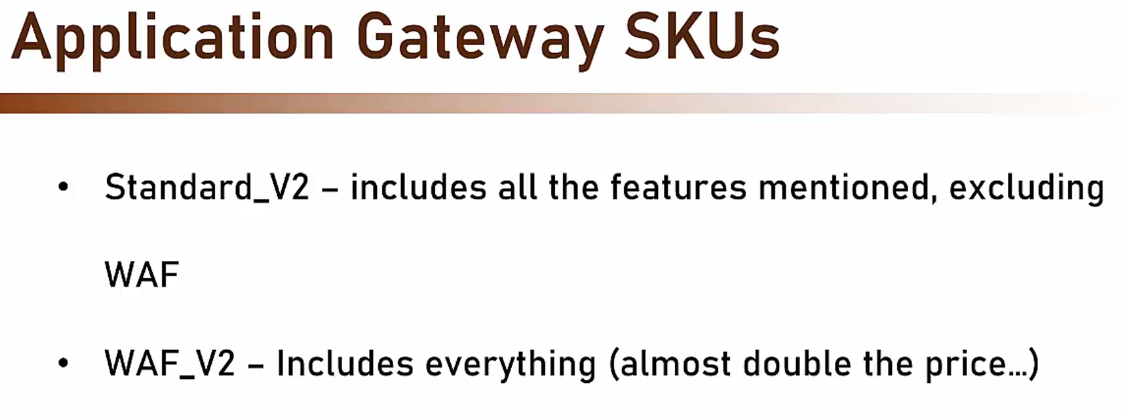 Application Gateway SKUs
• Standard_V2 – includes all the features mentioned, excluding
WAF
• WAF_V2 – Includes everything (almost double the price…)